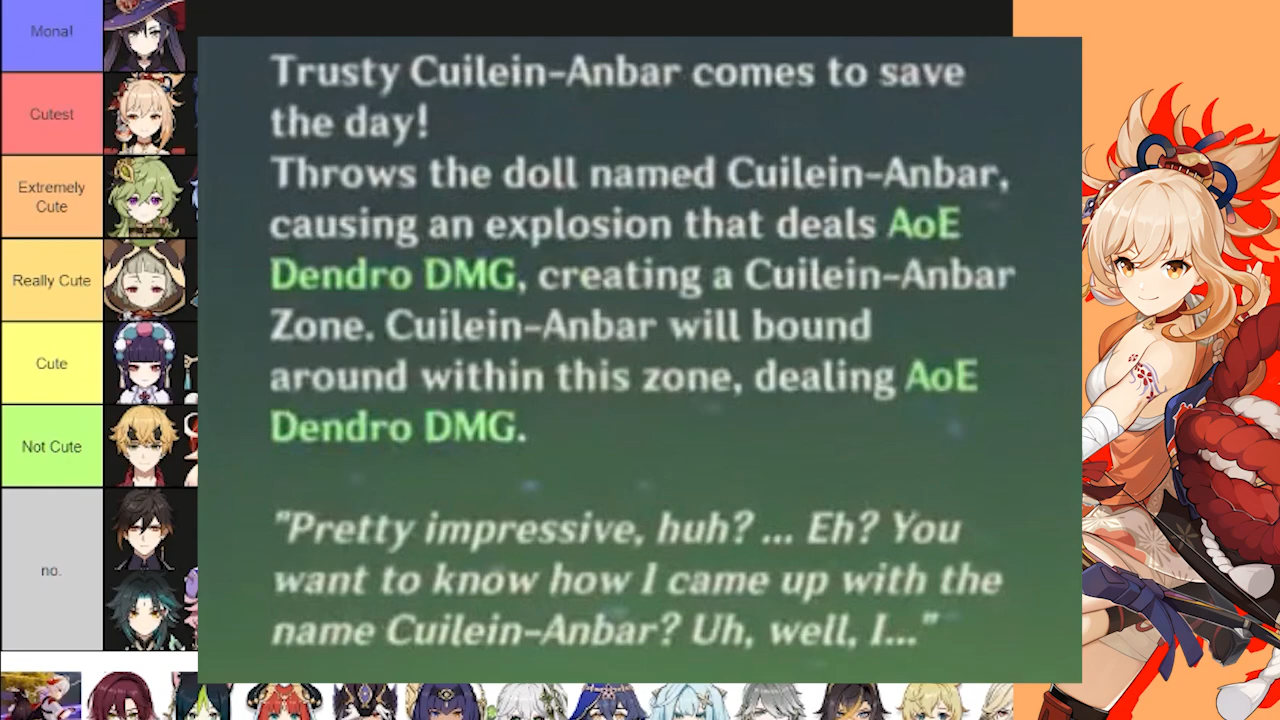 Mona!
Cutest
Extremely
Cute
Really Cute
Cute
Not Cute
no.
Trusty Cuilein-Anbar comes to save
the day!
Throws the doll named Cuilein-Anbar,
causing an explosion that deals AoE
Dendro DMG, creating a Cuilein-Anbar
Zone. Cuilein-Anbar will bound
around within this zone, dealing AoE
Dendro DMG.
"Pretty impressive, huh? ... Eh? You
want to know how I came up with the
name Cuilein-Anbar? Uh, well, I..."